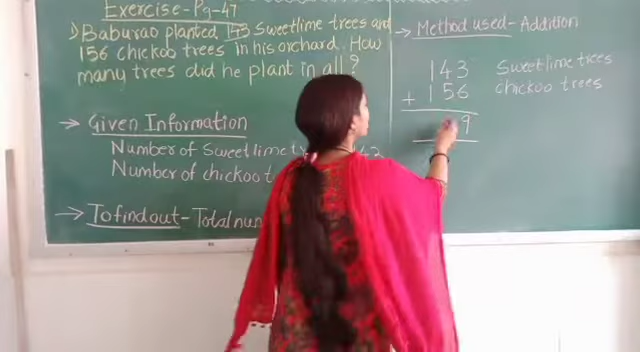 Exercise - Pg-47
1) Baburao planted 143 Sweetlime trees and
156 chickoo trees in his orchard. How
many trees did he plant in all?
→ Given Information
Number of Sweetlime
Number of chickoo
→ To find out - Total
→ Method used - Addition
143 Sweetlime trees
+ 156 chickoo trees
9